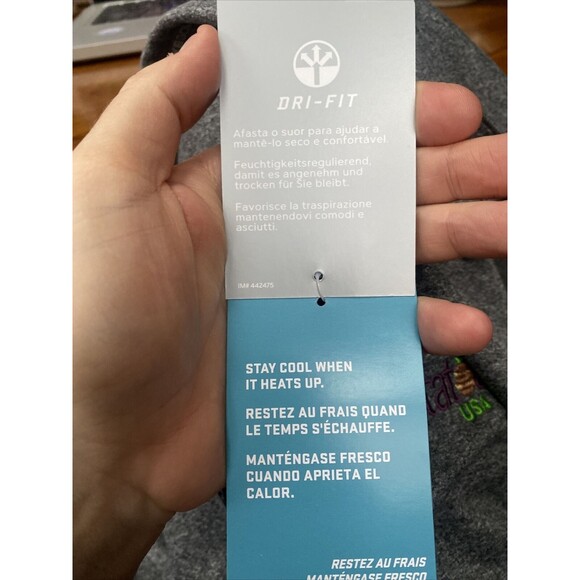 DRI-FIT
Afasta o suor para ajudar a
mantê-lo seco e confortável.
Feuchtigkeitsregulierend,
damit es angenehm und
trocken für Sie bleibt.
Favorisce la traspirazione
mantenendovi comodi e
asciutti.
IM# 442475
STAY COOL WHEN
IT HEATS UP.
RESTEZ AU FRAIS QUAND
LE TEMPS S'ÉCHAUFFE.
MANTÉNGASE FRESCO
CUANDO APRIETA EL
CALOR.
RESTEZ AU FRAIS
MANTÉNGASE FRESCO
USA